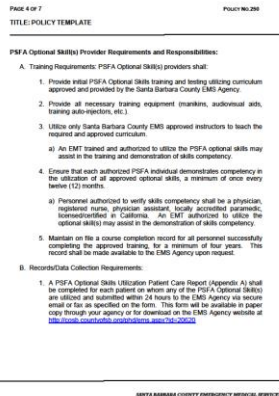 PAGE 4 OF 7 POLICY NO.260
TITLE: POLICY TEMPLATE
PSFA Optional Skill(s) Provider Requirements and Responsibilities:
A. Training Requirements: PSFA Optional Skill(s) providers shall:
1. Provide initial PSFA Optional Skills training and testing utilizing curriculum
approved and provided by the Santa Barbara County EMS Agency.
2. Provide all necessary training equipment (manikins, audiovisual aids,
training auto-injectors, etc.).
3. Utilize only Santa Barbara County EMS approved instructors to teach the
required and approved curriculum.
a) An EMT trained and authorized to utilize the PSFA optional skills may
assist in the training and demonstration of skills competency.
4. Ensure that each authorized PSFA individual demonstrates competency in
the utilization of all approved optional skills, a minimum of once every
twelve (12) months.
a) Personnel authorized to verify skills competency shall be a physician,
registered nurse, physician assistant, locally accredited paramedic,
licensed/certified in California. An EMT authorized to utilize the
optional skill(s) may assist in the demonstration of skills competency.
5. Maintain on file a course completion record for all personnel successfully
completing the approved training, for a minimum of four years. This
record shall be made available to the EMS Agency upon request.
B. Records/Data Collection Requirements:
1. A PSFA Optional Skills Utilization Patient Care Report (Appendix A) shall
be completed for each patient on whom any of the PSFA Optional Skill(s)
are utilized and submitted within 24 hours to the EMS Agency via secure
email or fax as specified on the form. This form will be available in paper
copy through your agency or for download on the EMS Agency website at
http://cosb.countyofsb.org/phd/ems.aspx?id=20620
SANTA BARBARA COUNTY EMERGENCY MEDICAL SERVICE